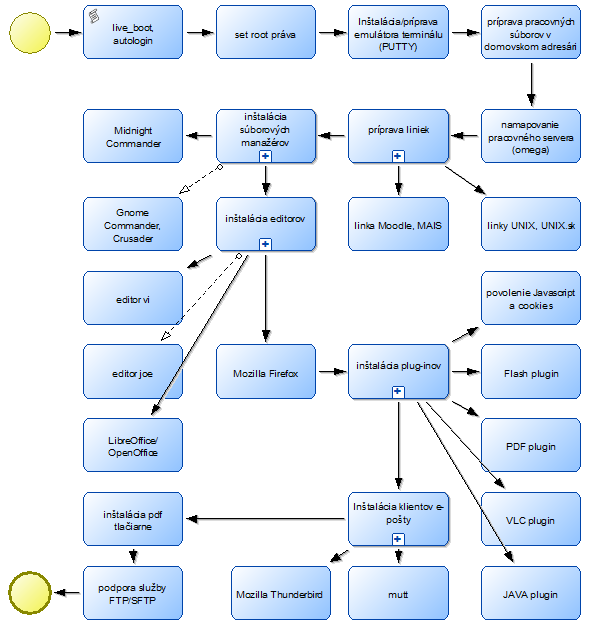 live_boot,
autologin
set root práva
Inštalácia/príprava
emulátora terminálu
(PUTTY)
príprava pracovných
súborov v
domovskom adresári
Midnight
Commander
inštalácia
súborových
manažérov
príprava liniek
namapovanie
pracovného servera
(omega)
Gnome
Commander,
Crusader
inštalácia editorov
linka Moodle, MAIS
linky UNIX, UNIX.sk
editor vi
povolenie Javascript
a cookies
editor joe
Mozilla Firefox
inštalácia plug-inov
Flash plugin
LibreOffice/
OpenOffice
PDF plugin
inštalácia pdf
tlačiarne
Inštalácia klientov e-
pošty
VLC plugin
podpora služby
FTP/SFTP
Mozilla Thunderbird
mutt
JAVA plugin